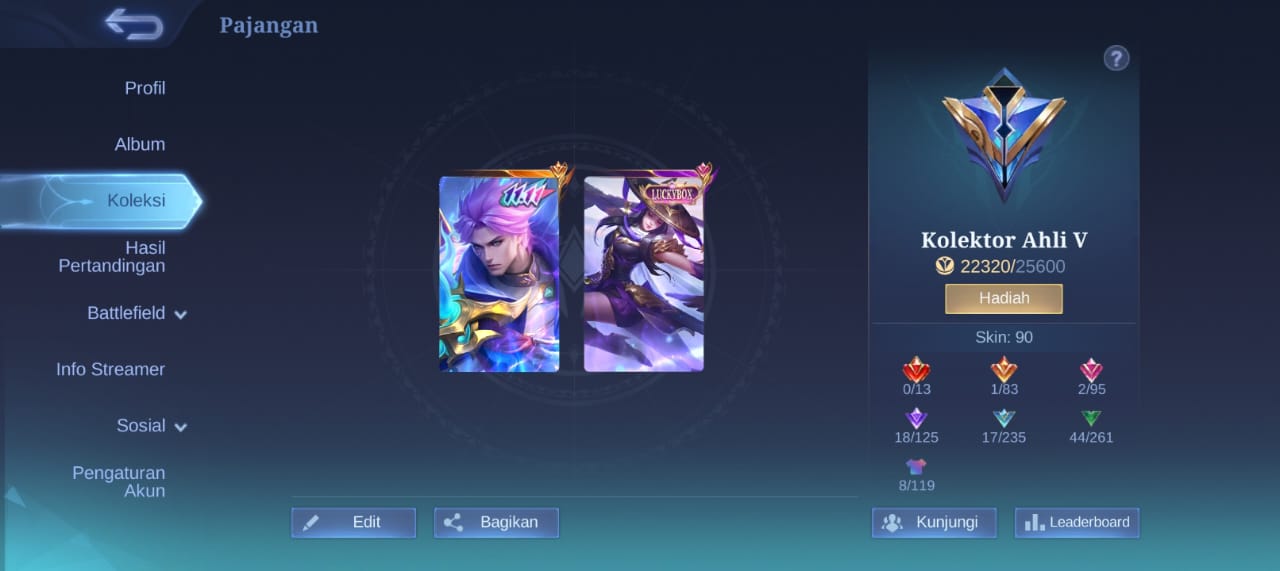 Pajangan
Profil
Album
Koleksi
Hasil
Pertandingan
Battlefield
Info Streamer
Sosial
Pengaturan
Akun
11.11
LUCKYBOX
Edit
Bagikan
?
Kolektor Ahli V
22320/25600
Hadiah
Skin: 90
0/13
1/83
2/95
18/125
17/235
44/261
8/119
Kunjungi
Leaderboard